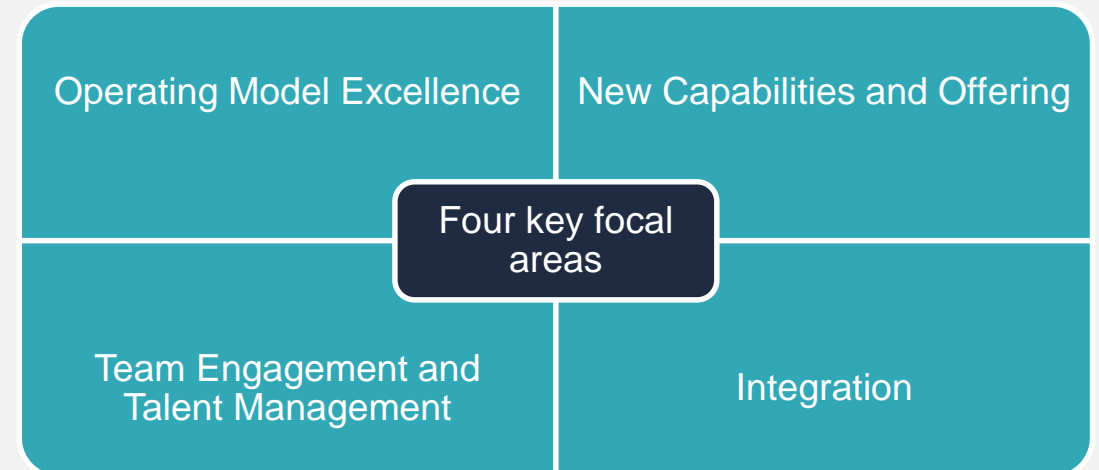 Operating Model Excellence
New Capabilities and Offering
Four key focal
areas
Team Engagement and
Talent Management
Integration